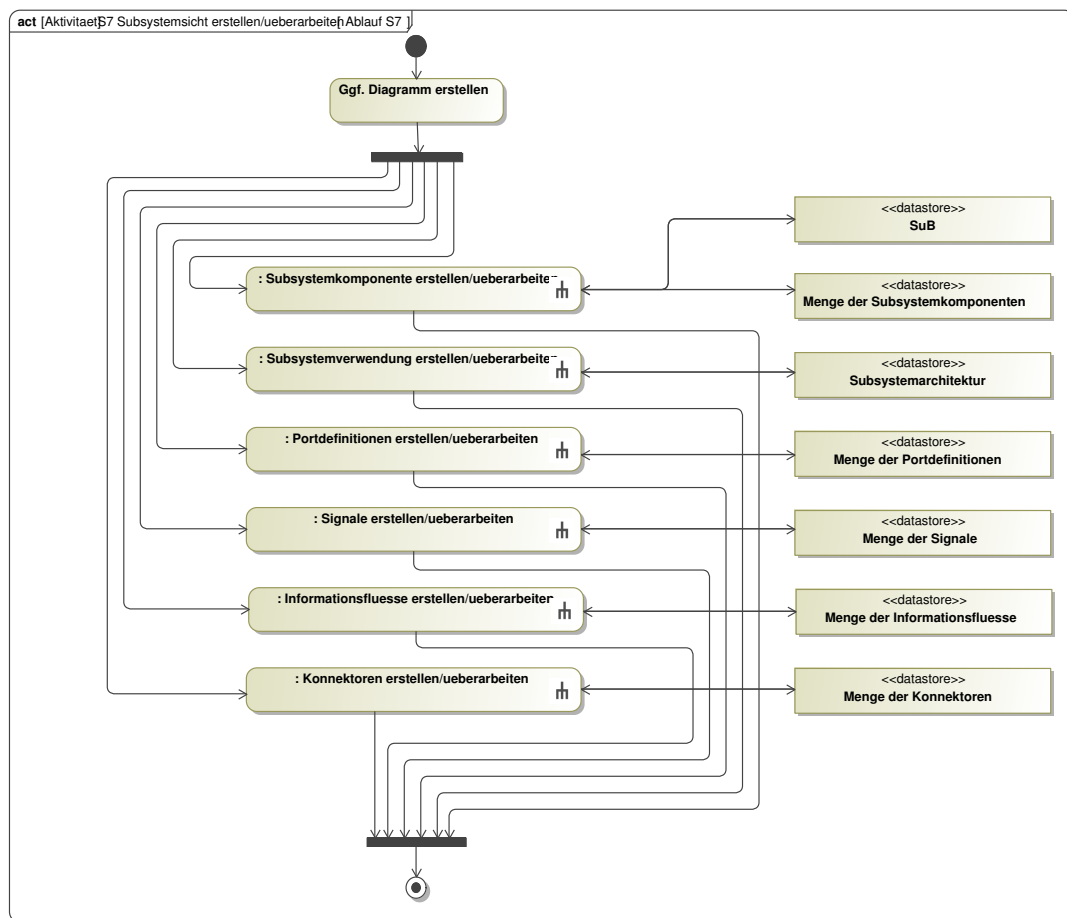 act [Aktivitaet] S7 Subsystemsicht erstellen/ueberarbeiten [ Ablauf S7 ]
Ggf. Diagramm erstellen
<<datastore>>
SuB
: Subsystemkomponente erstellen/ueberarbeiten
<<datastore>>
Menge der Subsystemkomponenten
: Subsystemverwendung erstellen/ueberarbeiten
<<datastore>>
Subsystemarchitektur
: Portdefinitionen erstellen/ueberarbeiten
<<datastore>>
Menge der Portdefinitionen
: Signale erstellen/ueberarbeiten
<<datastore>>
Menge der Signale
: Informationsfluesse erstellen/ueberarbeiten
<<datastore>>
Menge der Informationsfluesse
: Konnektoren erstellen/ueberarbeiten
<<datastore>>
Menge der Konnektoren